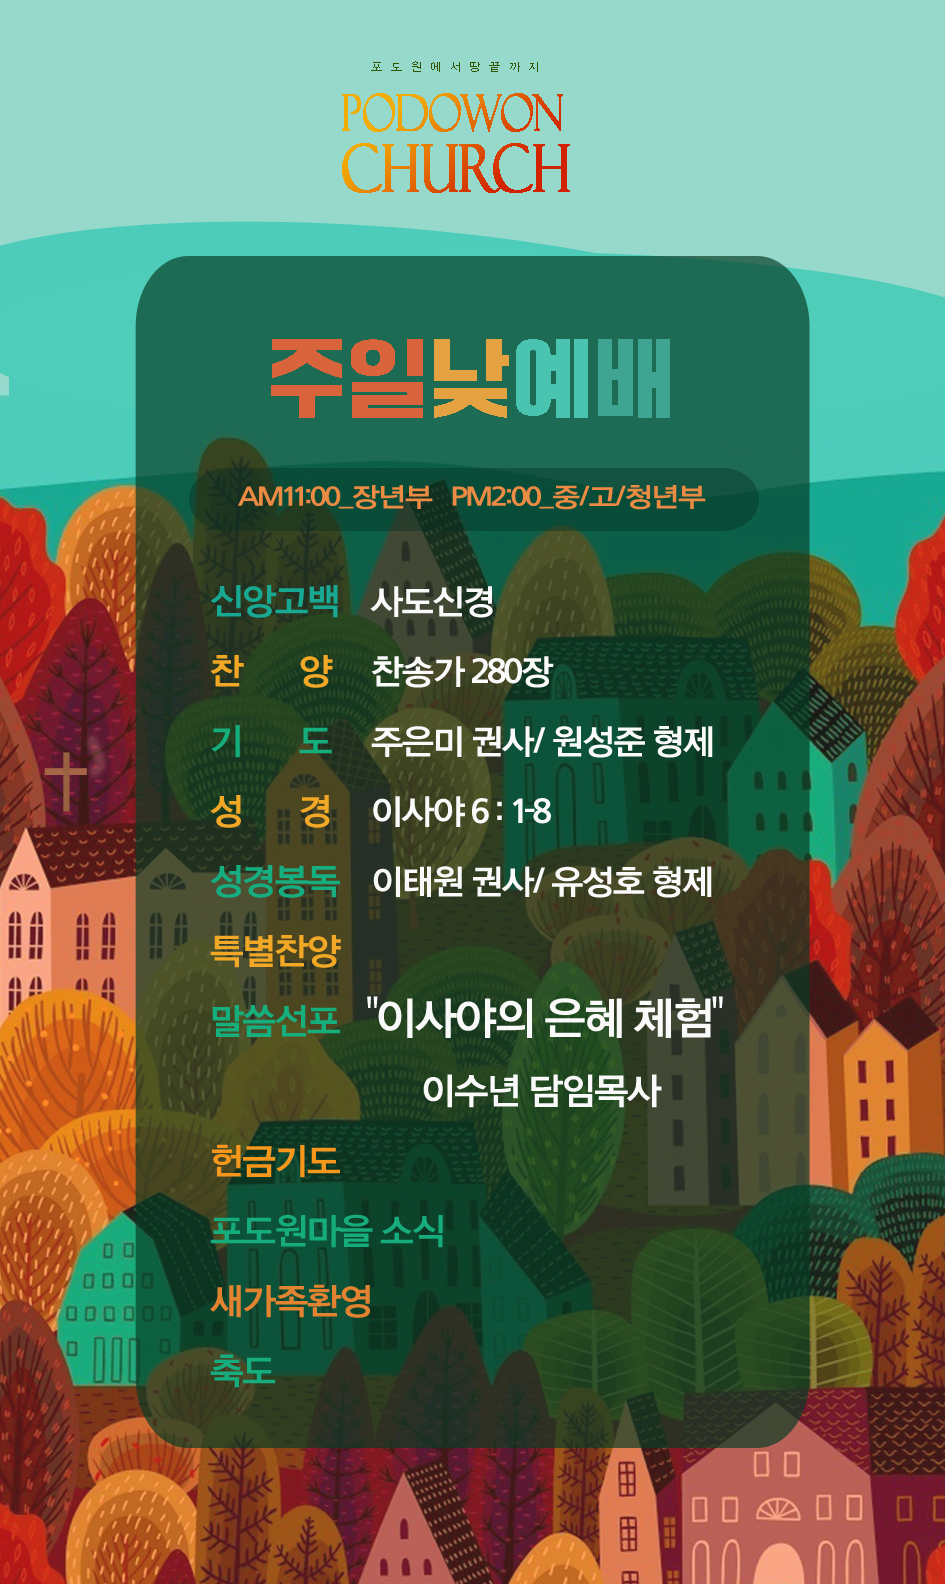 포도원에서땅끝까지
PODOWON
CHURCH
주일낮예배
AM11:00_장년부 PM2:00_중/고/청년부
신앙고백 사도신경
찬 양 찬송가 280장
기 도 주은미 권사/ 원성준 형제
성 경 이사야 6 : 1-8
성경봉독 이태원 권사/ 유성호 형제
특별찬양
말씀선포 "이사야의 은혜 체험"
이수년 담임목사
헌금기도
포도원마을 소식
새가족환영
축도